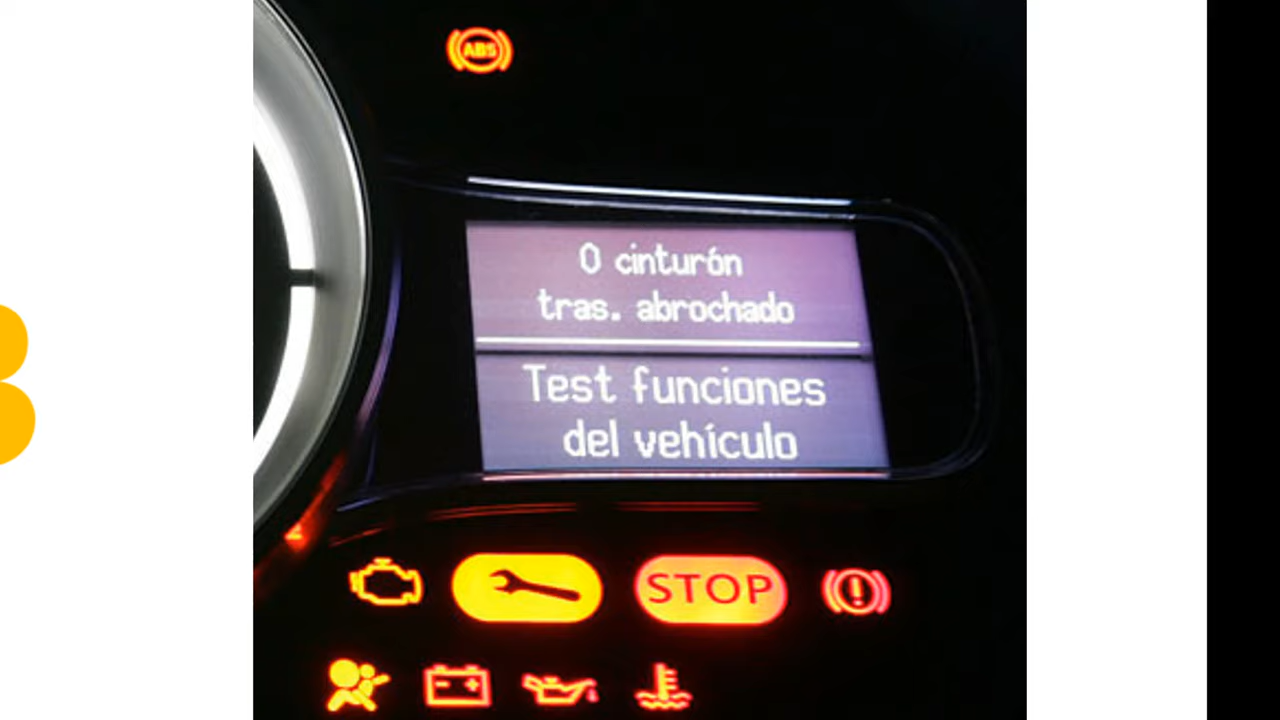 ABS
0 cinturón
tras. abrochado
Test funciones
del vehículo
STOP